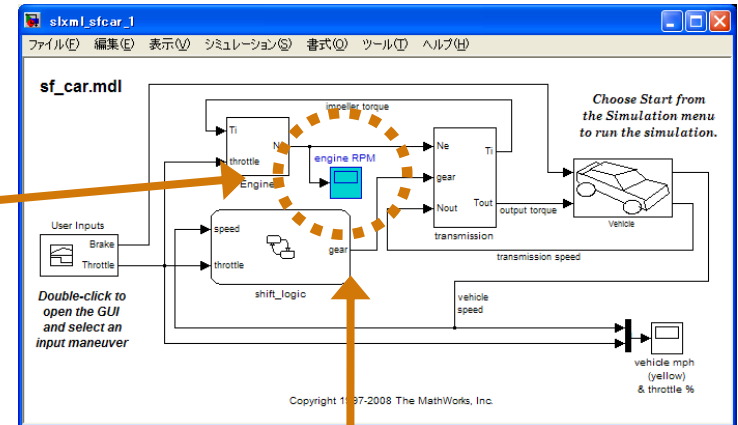 slxml_sfcar_1
ファイル(F) 編集(E) 表示(V) シミュレーション(S) 書式(O) ツール(T) ヘルプ(H)
sf_car.mdl
impeller torque
Choose Start from
the Simulation menu
to run the simulation.
Ti
throttle
Engine
engine RPM
Ne
gear
Nout
Ti
Tout
transmission
output torque
Vehicle
transmission speed
User Inputs
Brake
Throttle
Double-click to
open the GUI
and select an
input maneuver
speed
throttle
gear
shift_logic
vehicle
speed
vehicle mph
(yellow)
& throttle %
Copyright 1997-2008 The MathWorks, Inc.